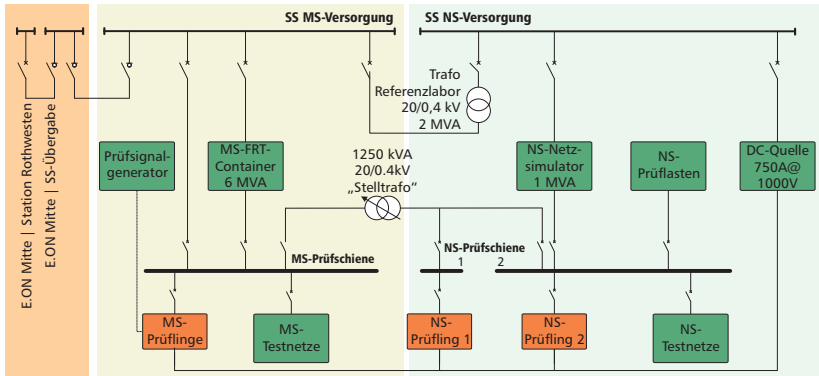 SS MS-Versorgung
SS NS-Versorgung
E.ON Mitte | Station Rothwesten
E.ON Mitte | SS-Übergabe
Trafo
Referenzlabor
20/0,4 kV
2 MVA
Prüfsignal-
generator
MS-FRT-
Container
6 MVA
1250 kVA
20/0.4kV
„Stelltrafo“
NS-Netz-
simulator
1 MVA
NS-
Prüflasten
DC-Quelle
750A@
1000V
MS-Prüfschiene
NS-Prüfschiene
1
2
MS-
Prüflinge
MS-
Testnetze
NS-
Prüfling 1
NS-
Prüfling 2
NS-
Testnetze